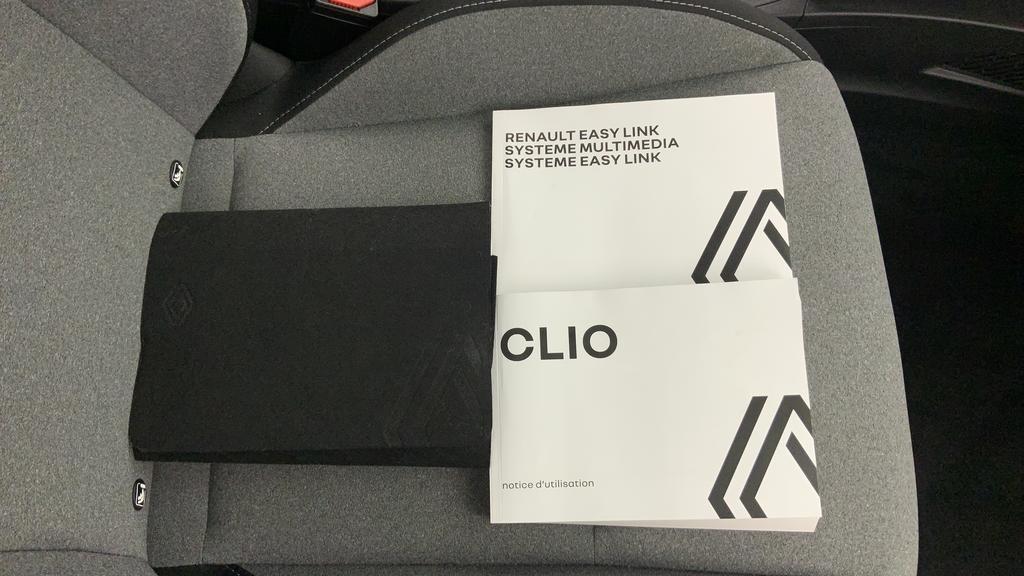 RENAULT EASY LINK
SYSTEME MULTIMEDIA
SYSTEME EASY LINK
CLIO
notice d'utilisation